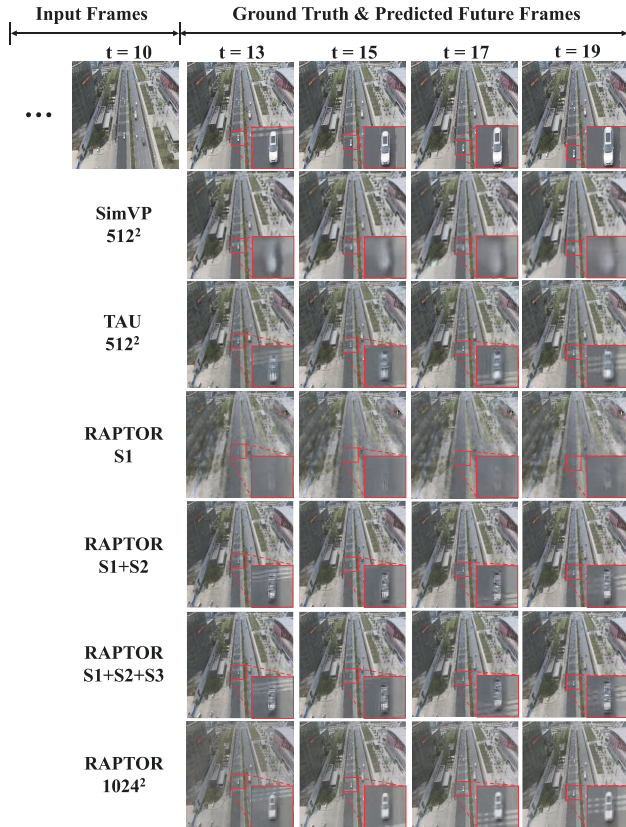 Input Frames
Ground Truth & Predicted Future Frames
t = 10
t = 13
t = 15
t = 17
t = 19
...
SimVP
512²
TAU
512²
RAPTOR
S1
RAPTOR
S1+S2
RAPTOR
S1+S2+S3
RAPTOR
1024²